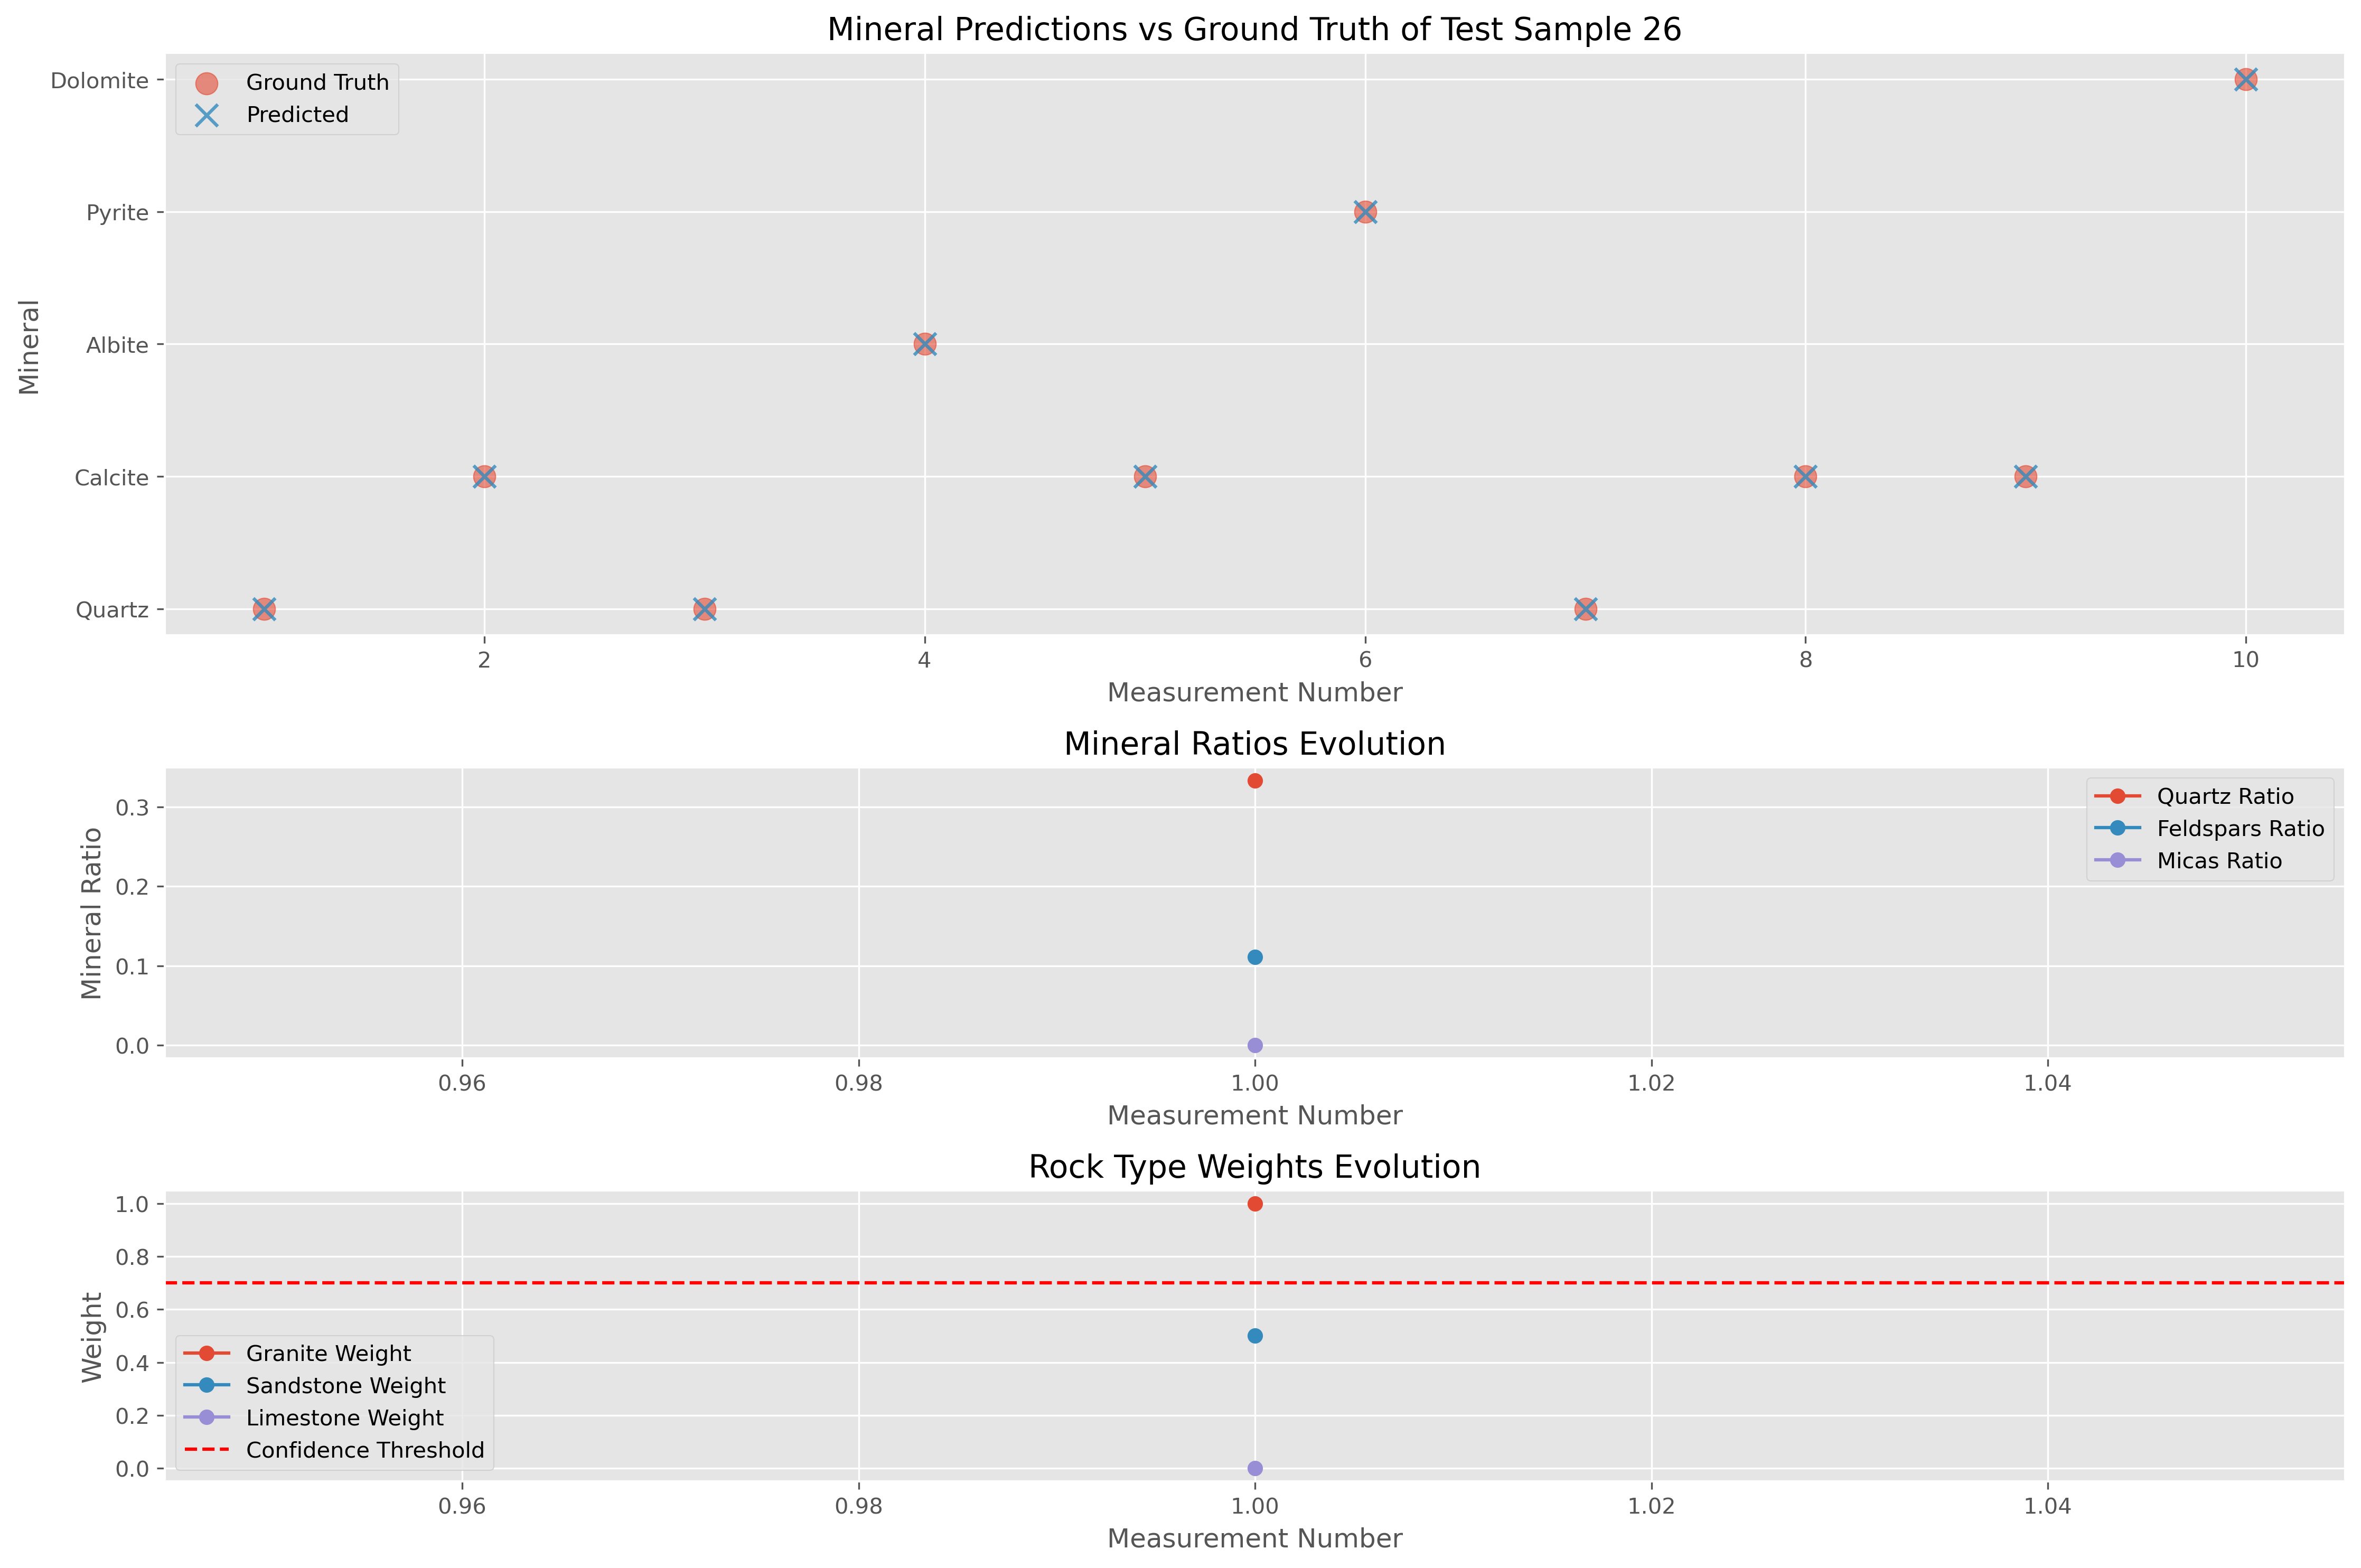 Mineral Predictions vs Ground Truth of Test Sample 26
Ground Truth
Predicted
Mineral
Dolomite
Pyrite
Albite
Calcite
Quartz
2
4
6
8
10
Measurement Number
Mineral Ratios Evolution
Quartz Ratio
Feldspars Ratio
Micas Ratio
Mineral Ratio
0.3
0.2
0.1
0.0
0.96
0.98
1.00
1.02
1.04
Measurement Number
Rock Type Weights Evolution
Weight
1.0
0.8
0.6
0.4
0.2
0.0
Granite Weight
Sandstone Weight
Limestone Weight
Confidence Threshold
0.96
0.98
1.00
1.02
1.04
Measurement Number